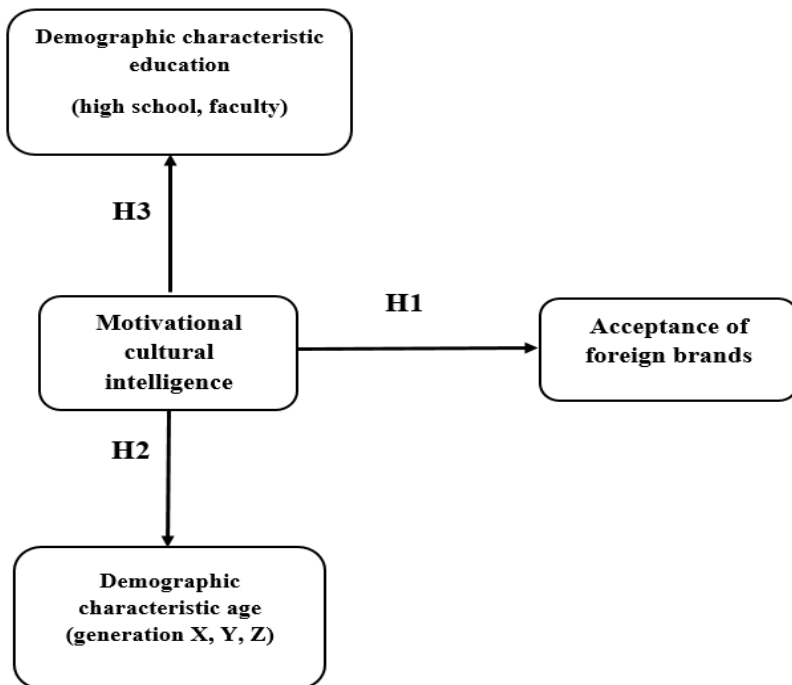 Demographic characteristic
education
(high school, faculty)
H3
H1
Motivational
cultural
intelligence
Acceptance of
foreign brands
H2
Demographic
characteristic age
(generation X, Y, Z)